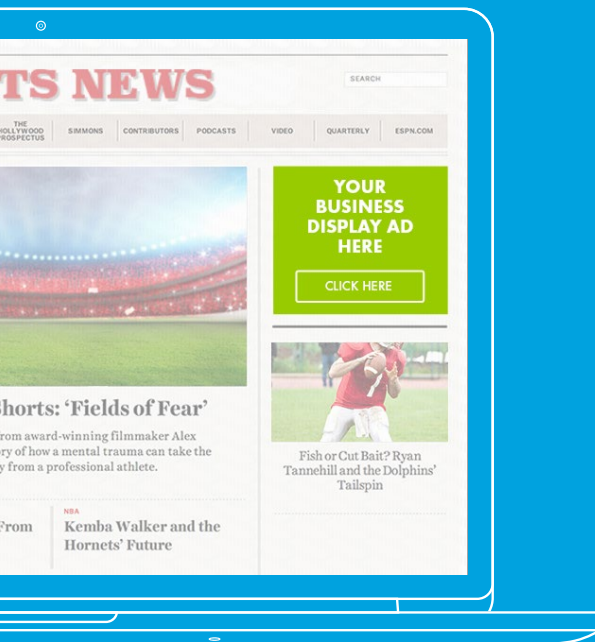 TS NEWS
SEARCH
THE
HOLLYWOOD
PROSPECTUS
SIMMONS
CONTRIBUTORS
PODCASTS
VIDEO
QUARTERLY
ESPN.COM
YOUR
BUSINESS
DISPLAY AD
HERE
CLICK HERE
Shorts: ‘Fields of Fear’
from award-winning filmmaker Alex
ry of how a mental trauma can take the
y from a professional athlete.
Fish or Cut Bait? Ryan
Tannehill and the Dolphins’
Tailspin
From
NBA
Kemba Walker and the
Hornets’ Future